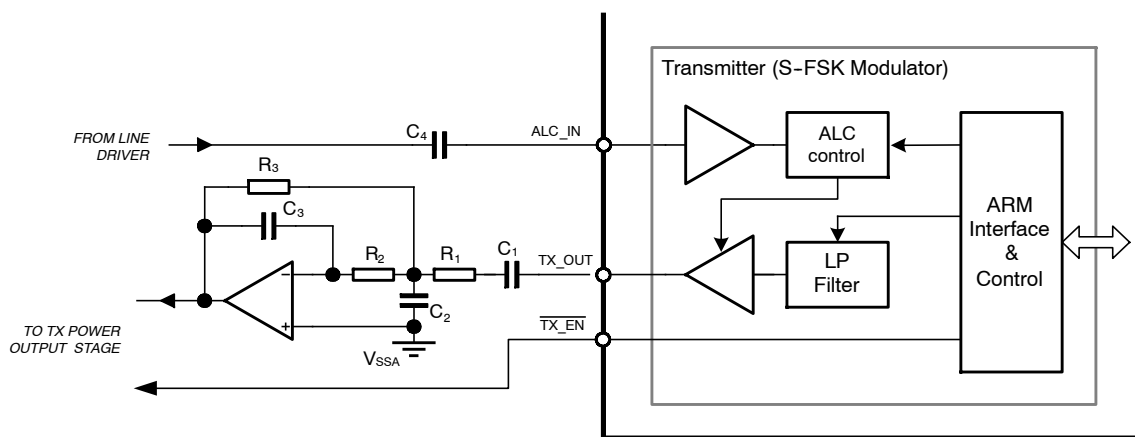 Transmitter (S-FSK Modulator)
FROM LINE
DRIVER
C4
ALC_IN
ALC
control
ARM
Interface
&
Control
R3
C3
R2
R1
C1
TX_OUT
LP
Filter
C2
TX_EN
VSSA
TO TX POWER
OUTPUT STAGE